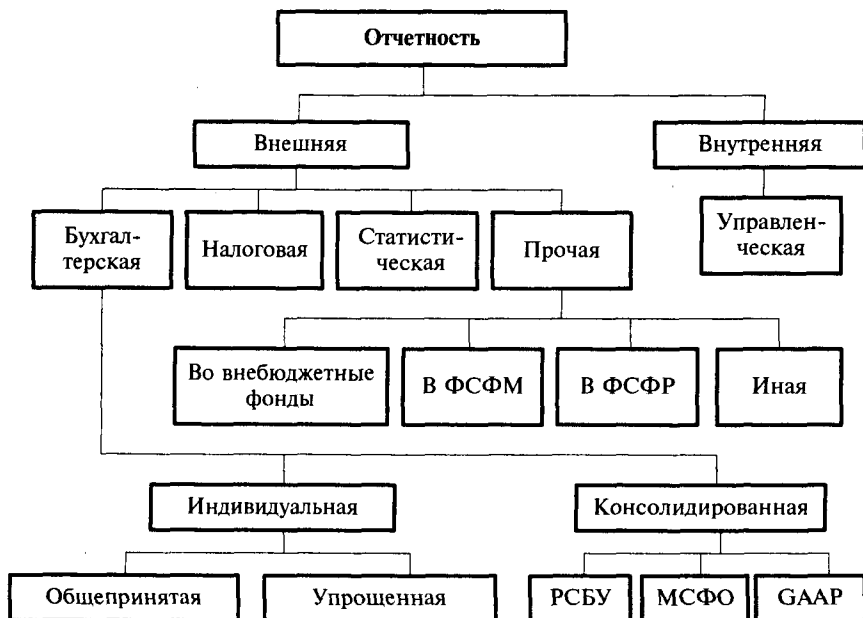 Отчетность
Внешняя
Внутренняя
Бухгал-
терская
Налоговая
Статисти-
ческая
Прочая
Управлен-
ческая
Во внебюджетные
фонды
В ФСФМ
В ФСФР
Иная
Индивидуальная
Консолидированная
Общепринятая
Упрощенная
РСБУ
МСФО
GAAP